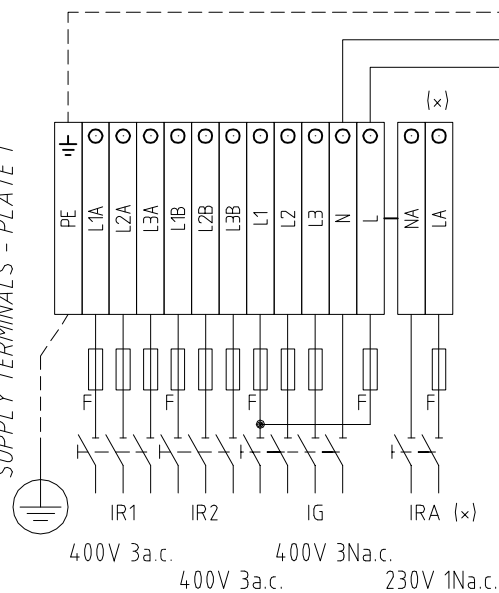 SUPPLY TERMINALS - PLATE 1
(x)
PE L1A L2A L3A L1B L2B L3B L1 L2 L3 N L NA LA
F F F F F
IR1 IR2 IG IRA (x)
400V 3a.c. 400V 3Na.c.
400V 3a.c. 230V 1Na.c.